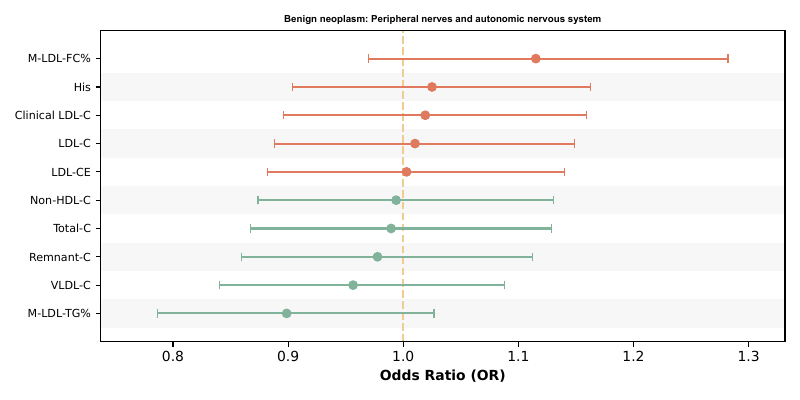 Benign neoplasm: Peripheral nerves and autonomic nervous system
M-LDL-FC%
His
Clinical LDL-C
LDL-C
LDL-CE
Non-HDL-C
Total-C
Remnant-C
VLDL-C
M-LDL-TG%
0.8 0.9 1.0 1.1 1.2 1.3
Odds Ratio (OR)